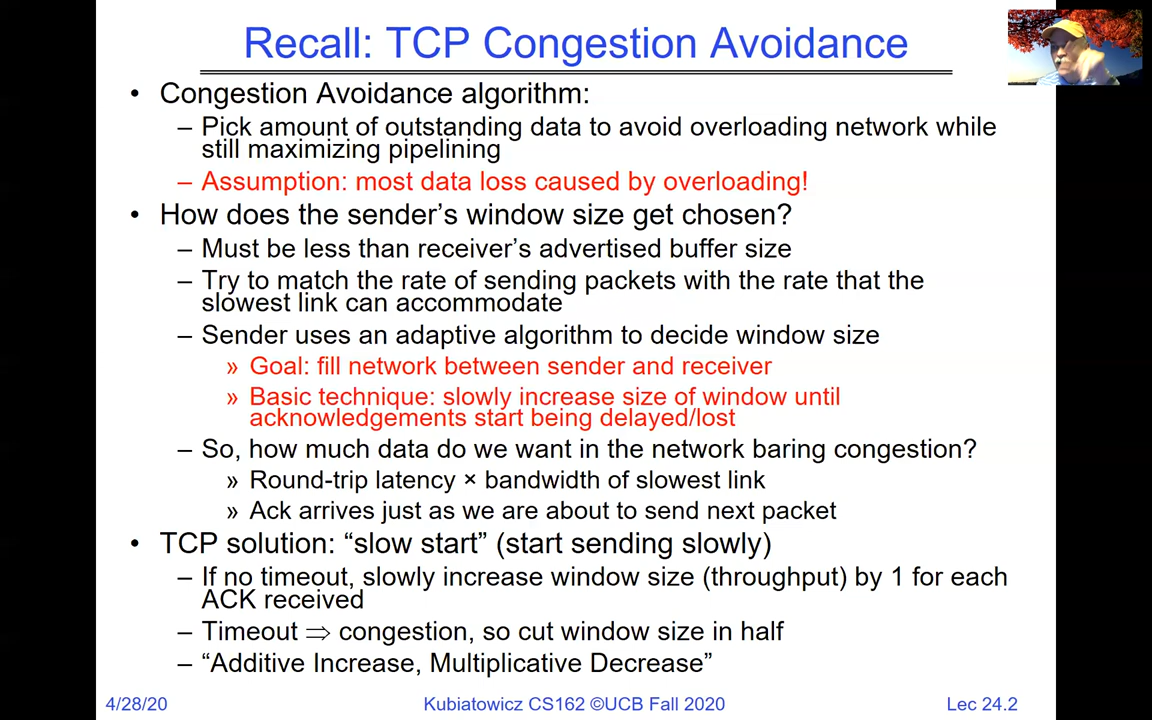 Recall: TCP Congestion Avoidance
• Congestion Avoidance algorithm:
– Pick amount of outstanding data to avoid overloading network while
still maximizing pipelining
– Assumption: most data loss caused by overloading!
• How does the sender’s window size get chosen?
– Must be less than receiver’s advertised buffer size
– Try to match the rate of sending packets with the rate that the
slowest link can accommodate
– Sender uses an adaptive algorithm to decide window size
» Goal: fill network between sender and receiver
» Basic technique: slowly increase size of window until
acknowledgements start being delayed/lost
– So, how much data do we want in the network baring congestion?
» Round-trip latency × bandwidth of slowest link
» Ack arrives just as we are about to send next packet
• TCP solution: “slow start” (start sending slowly)
– If no timeout, slowly increase window size (throughput) by 1 for each
ACK received
– Timeout ⇒ congestion, so cut window size in half
– “Additive Increase, Multiplicative Decrease”
4/28/20 Kubiatowicz CS162 ©UCB Fall 2020 Lec 24.2